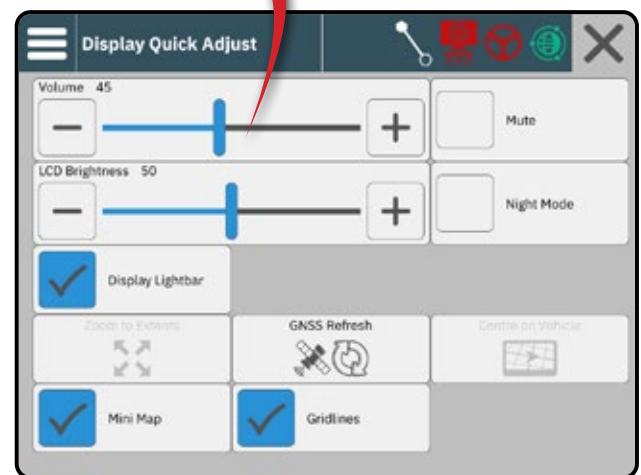 Display Quick Adjust
Volume 45
Mute
LCD Brightness 50
Night Mode
Display Lightbar
Zoom to Extents
GNSS Refresh
Centre on Vehicle
Mini Map
Gridlines